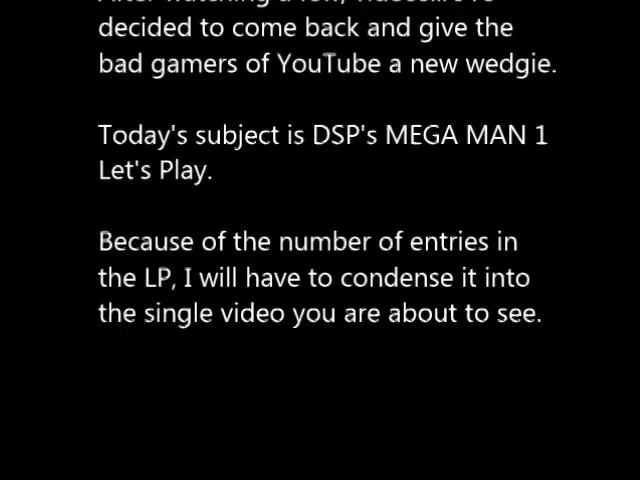 decided to come back and give the
bad gamers of YouTube a new wedgie.
Today's subject is DSP's MEGA MAN 1
Let's Play.
Because of the number of entries in
the LP, I will have to condense it into
the single video you are about to see.